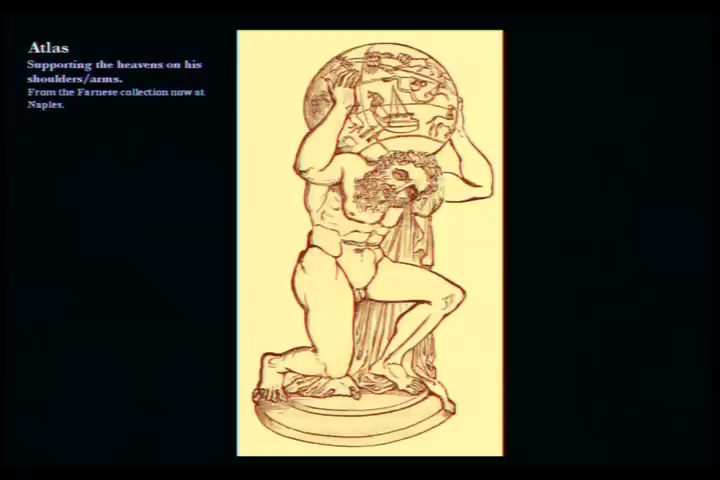 Atlas
Supporting the heavens on his
shoulders/arms.
From the Farnese collection now at
Naples.